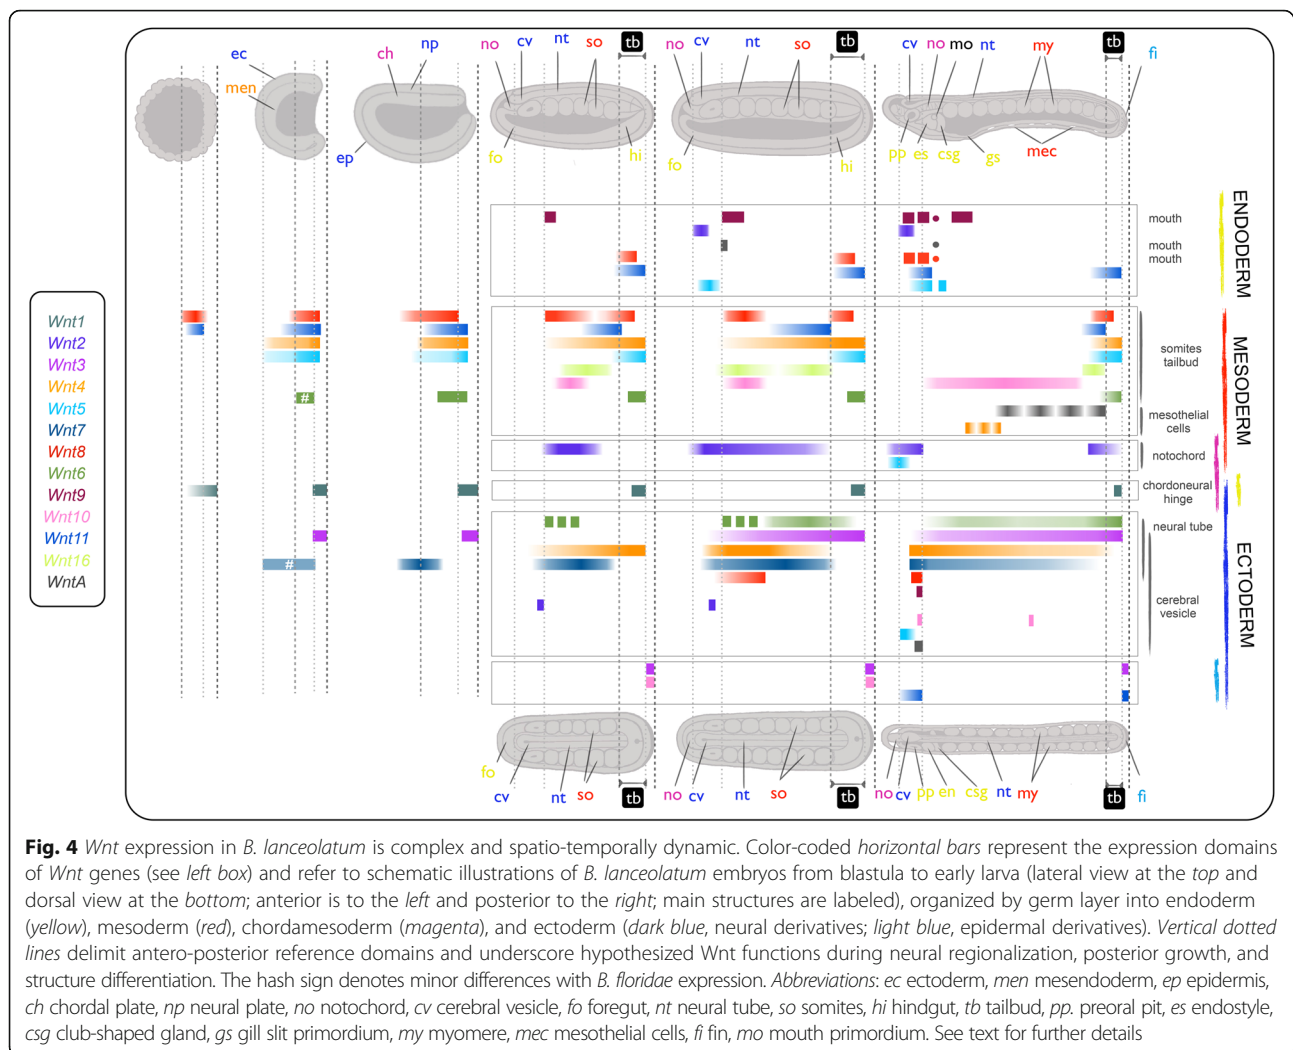 ec
men
ch
np
ep
no
cv
nt
so
tb
fo
hi
no
cv
nt
so
tb
fo
hi
cv
no
mo
nt
my
tb
fi
pp
es
csg
gs
mec
Wnt1
Wnt2
Wnt3
Wnt4
Wnt5
Wnt7
Wnt8
Wnt6
Wnt9
Wnt10
Wnt11
Wnt16
WntA
#
#
mouth
mouth
mouth
somites
tailbud
mesothelial
cells
notochord
chordoneural
hinge
neural tube
cerebral
vesicle
ENDODERM
MESODERM
ECTODERM
fo
cv
nt
so
tb
no
cv
nt
so
tb
no
cv
pp
en
csg
nt
my
tb
fi
Fig. 4 Wnt expression in B. lanceolatum is complex and spatio-temporally dynamic. Color-coded horizontal bars represent the expression domains
of Wnt genes (see left box) and refer to schematic illustrations of B. lanceolatum embryos from blastula to early larva (lateral view at the top and
dorsal view at the bottom; anterior is to the left and posterior to the right; main structures are labeled), organized by germ layer into endoderm
(yellow), mesoderm (red), chordamesoderm (magenta), and ectoderm (dark blue, neural derivatives; light blue, epidermal derivatives). Vertical dotted
lines delimit antero-posterior reference domains and underscore hypothesized Wnt functions during neural regionalization, posterior growth, and
structure differentiation. The hash sign denotes minor differences with B. floridae expression. Abbreviations: ec ectoderm, men mesendoderm, ep epidermis,
ch chordal plate, np neural plate, no notochord, cv cerebral vesicle, fo foregut, nt neural tube, so somites, hi hindgut, tb tailbud, pp. preoral pit, es endostyle,
csg club-shaped gland, gs gill slit primordium, my myomere, mec mesothelial cells, fi fin, mo mouth primordium. See text for further details